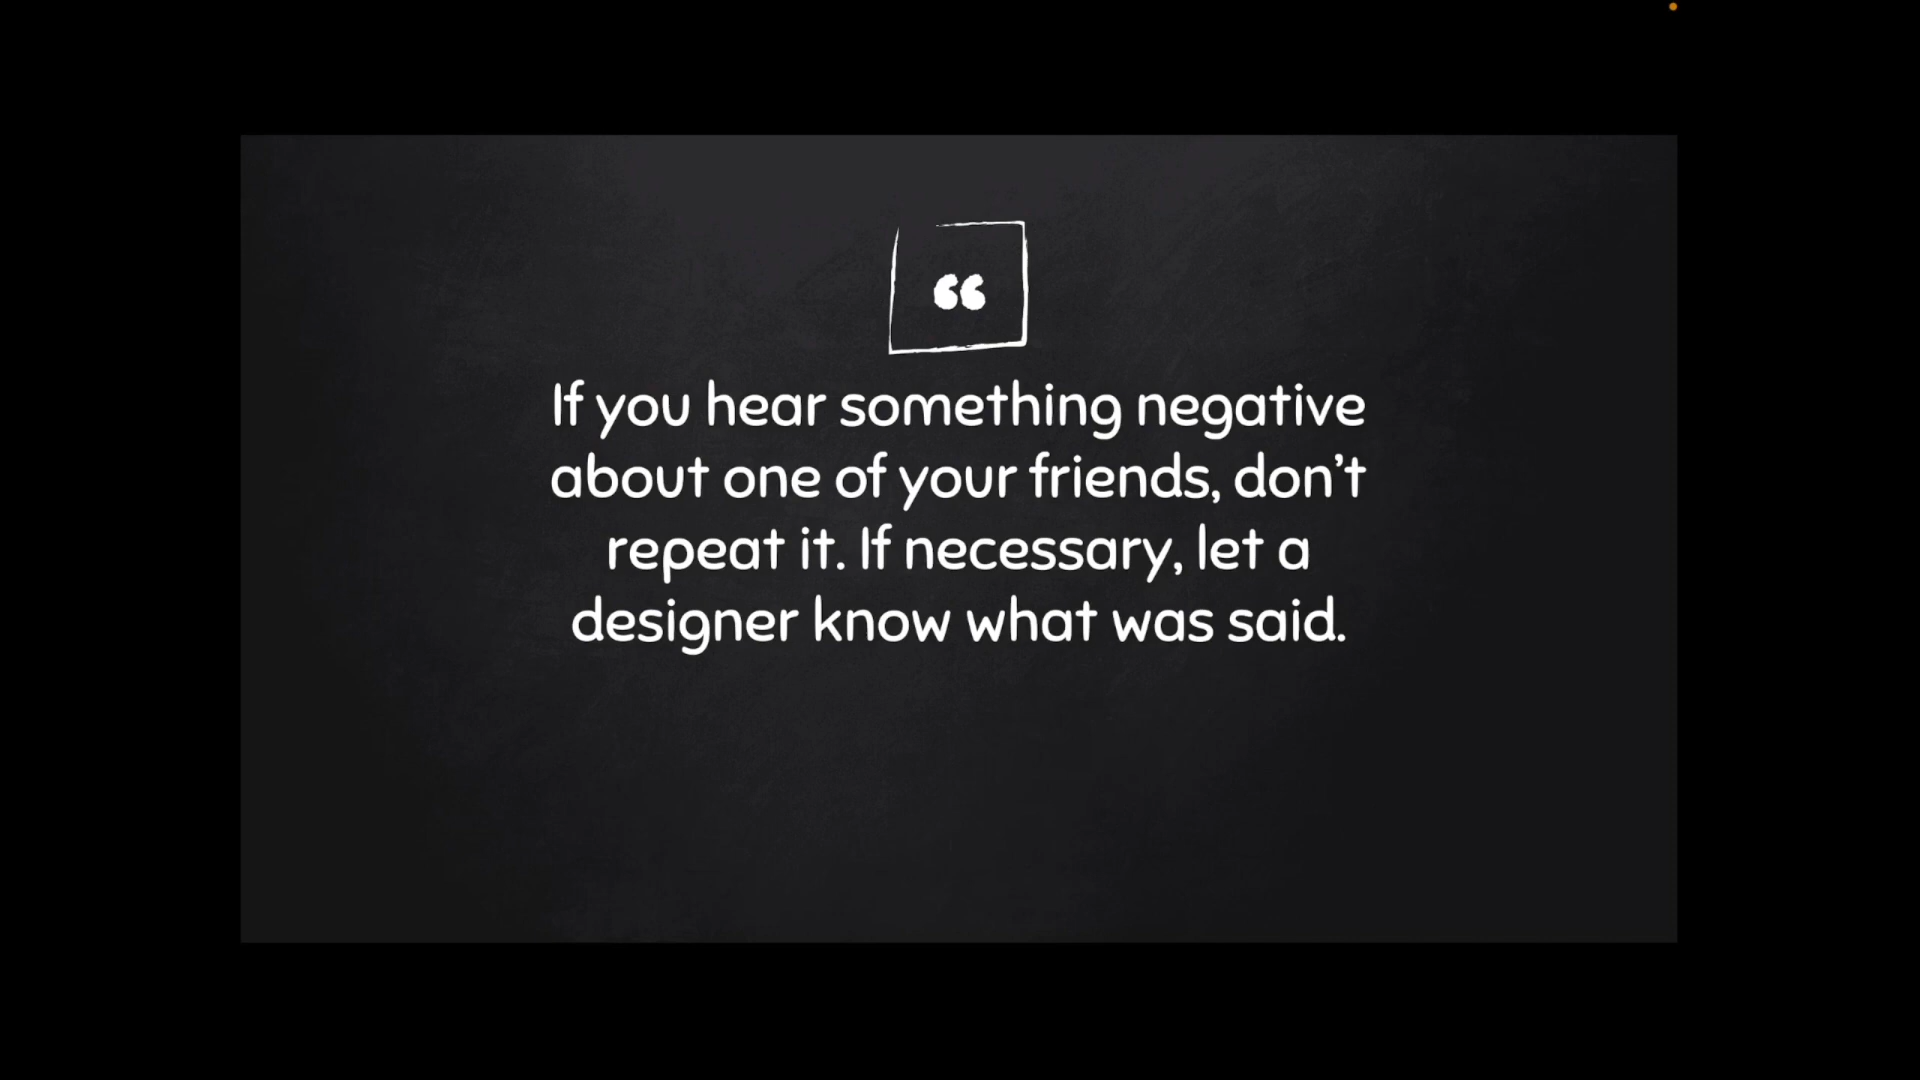 “
If you hear something negative
about one of your friends, don’t
repeat it. If necessary, let a
designer know what was said.